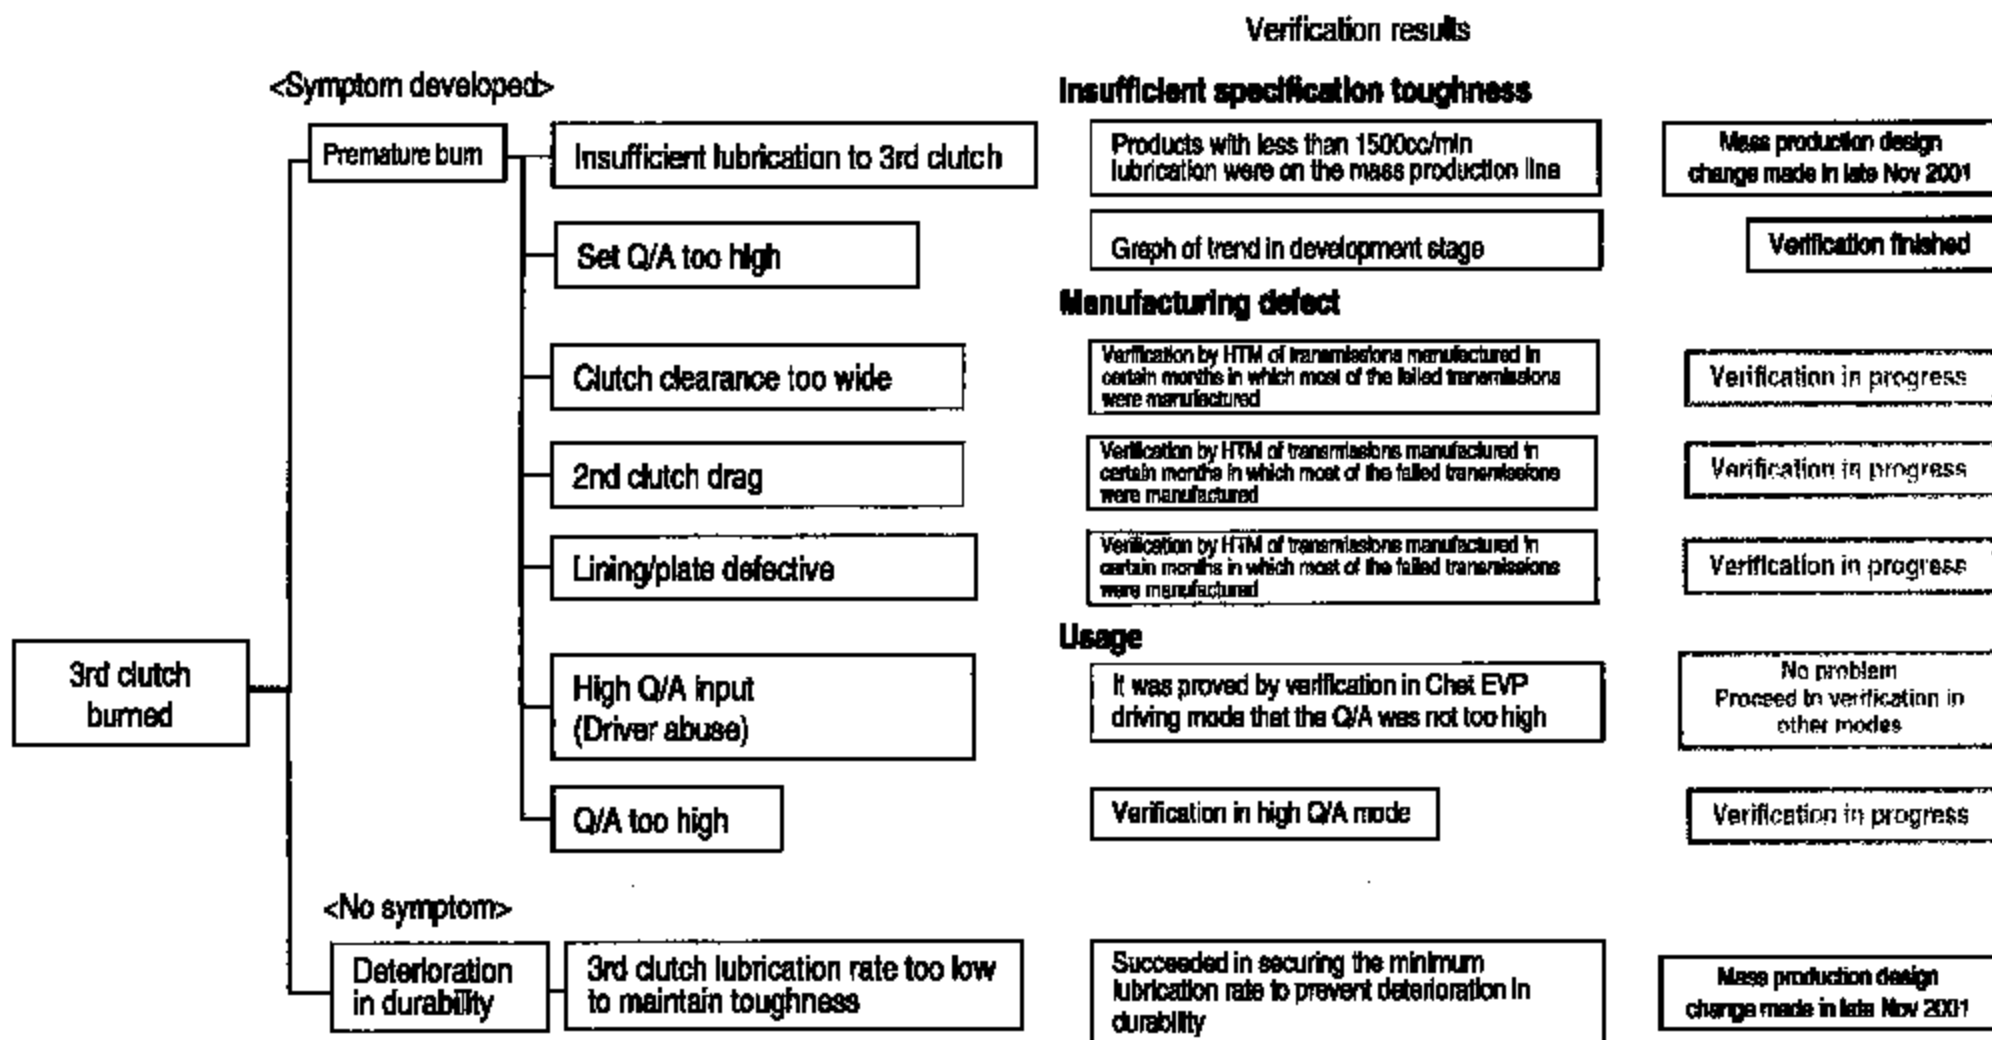 Verification results
<Symptom developed>
Insufficient specification toughness
Premature burn
Insufficient lubrication to 3rd clutch
Products with less than 1500cc/min
lubrication were on the mass production line
Mass production design
change made in late Nov 2001
Set Q/A too high
Graph of trend in development stage
Verification finished
Manufacturing defect
Clutch clearance too wide
Verification by HTM of transmissions manufactured in
certain months in which most of the failed transmissions
were manufactured
Verification in progress
2nd clutch drag
Verification by HTM of transmissions manufactured in
certain months in which most of the failed transmissions
were manufactured
Verification in progress
Lining/plate defective
Verification by HTM of transmissions manufactured in
certain months in which most of the failed transmissions
were manufactured
Verification in progress
Usage
3rd clutch
burned
High Q/A input
(Driver abuse)
It was proved by verification in Chet EVP
driving mode that the Q/A was not too high
No problem
Proceed to verification in
other modes
Q/A too high
Verification in high Q/A mode
Verification in progress
<No symptom>
Deterioration
in durability
3rd clutch lubrication rate too low
to maintain toughness
Succeeded in securing the minimum
lubrication rate to prevent deterioration in
durability
Mass production design
change made in late Nov 2001